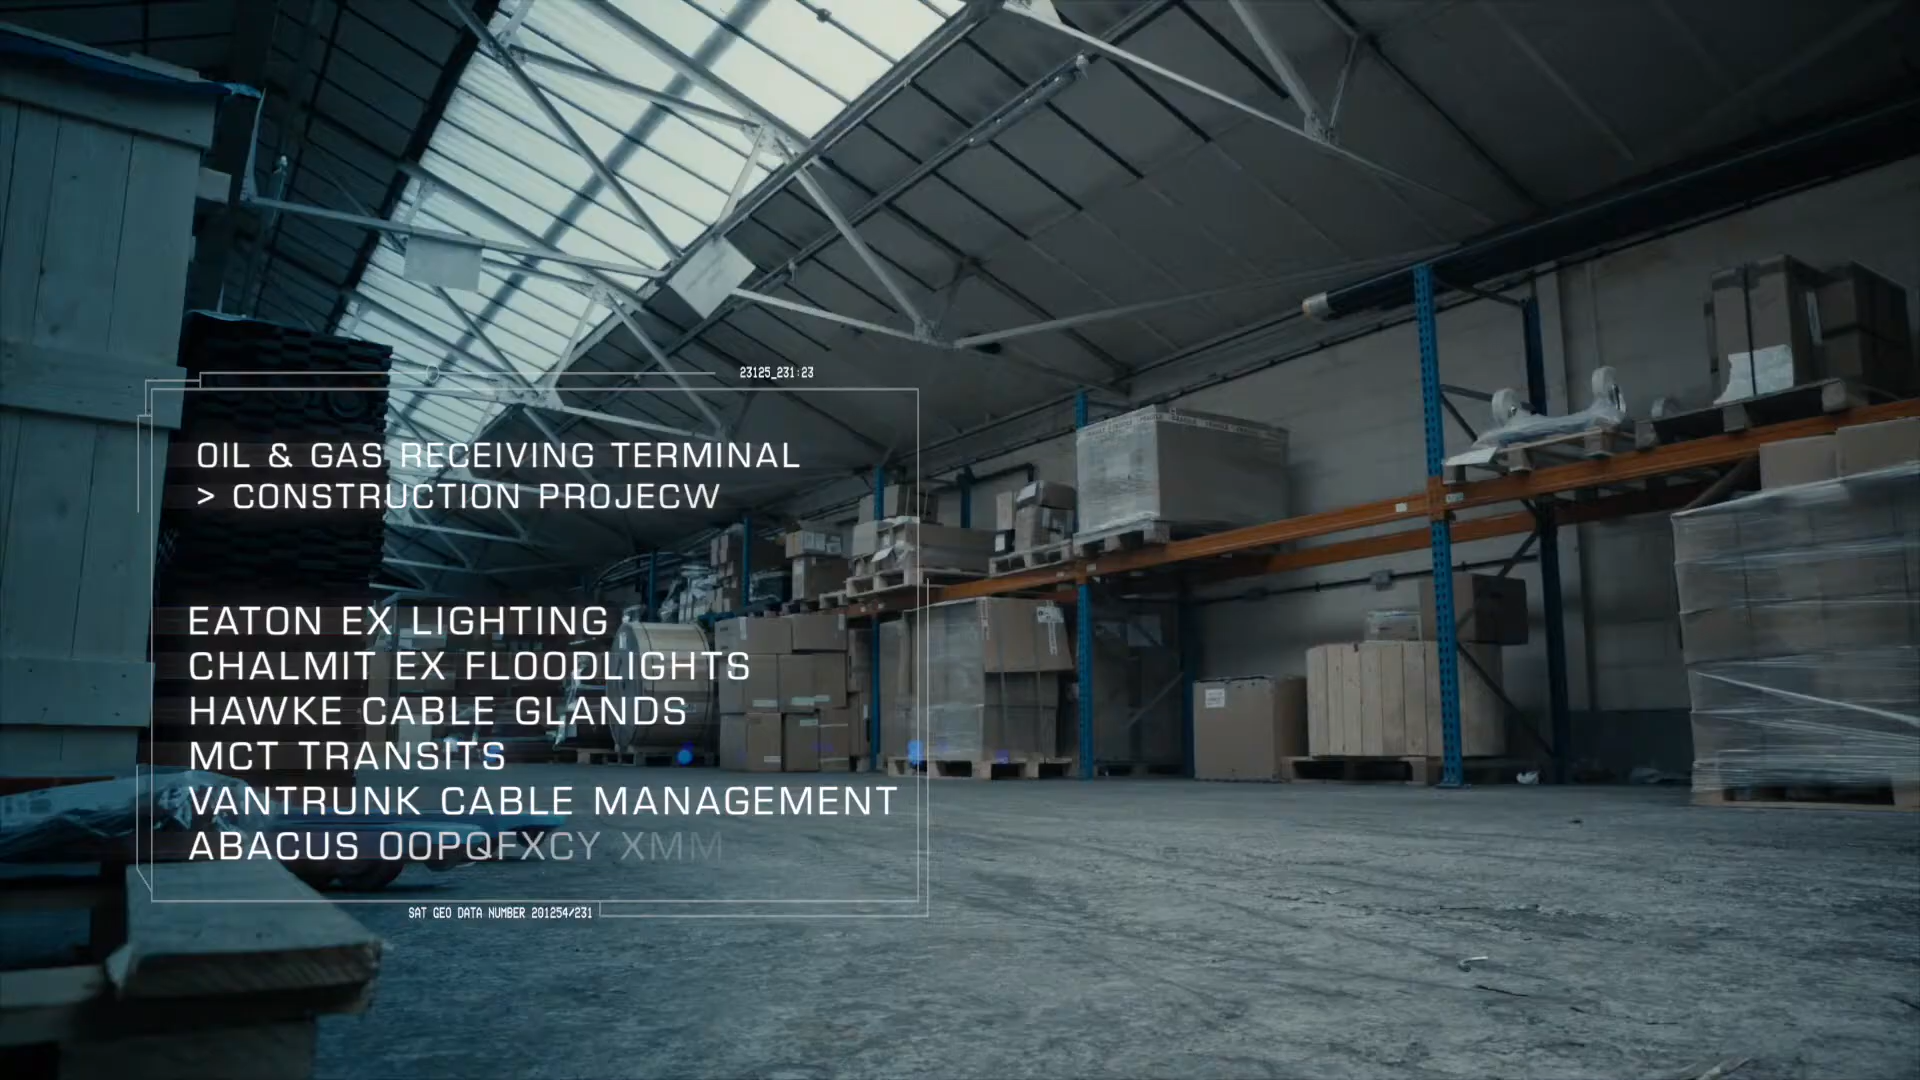 23125_231:23
OIL & GAS RECEIVING TERMINAL
> CONSTRUCTION PROJECW
EATON EX LIGHTING
CHALMIT EX FLOODLIGHTS
HAWKE CABLE GLANDS
MCT TRANSITS
VANTRUNK CABLE MANAGEMENT
ABACUS OOPQFXCY XMM
SAT GEO DATA NUMBER 201254/231